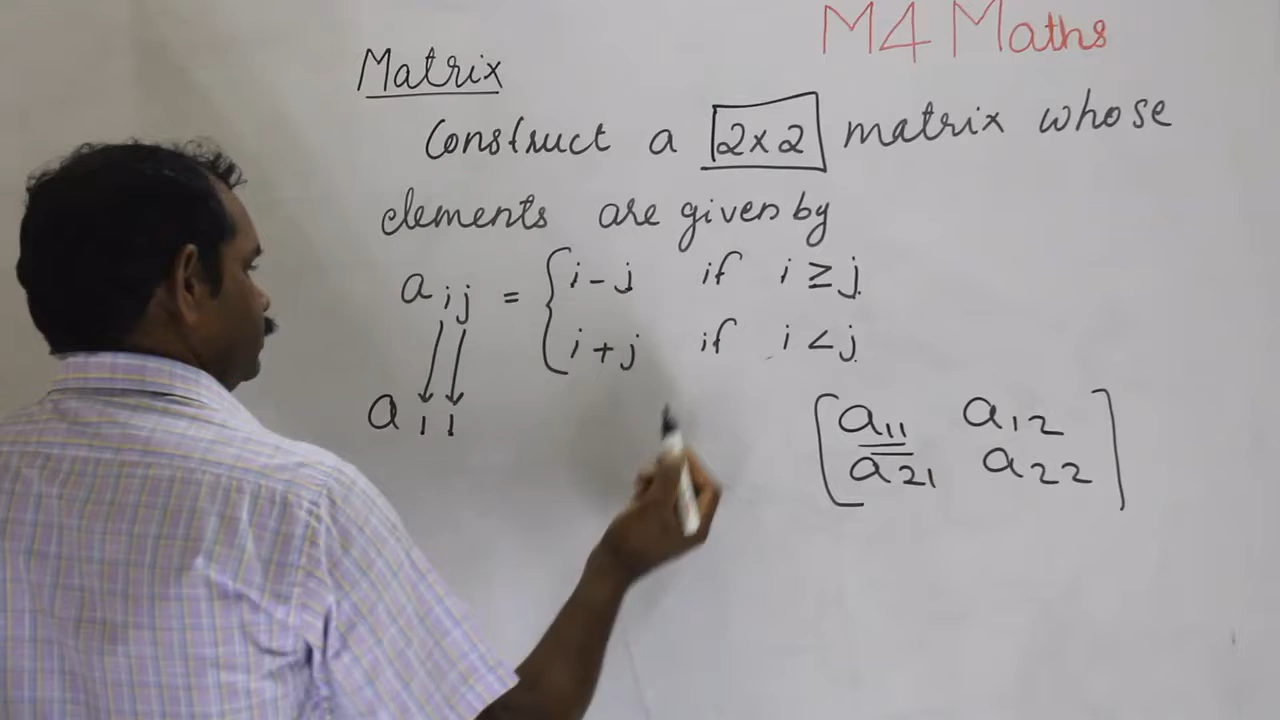 M4 Maths
Matrix
Construct a 2x2 matrix whose
elements are given by
aij = { i - j if i ≥ j
i + j if i < j
a11
[ a11 a12
a21 a22 ]